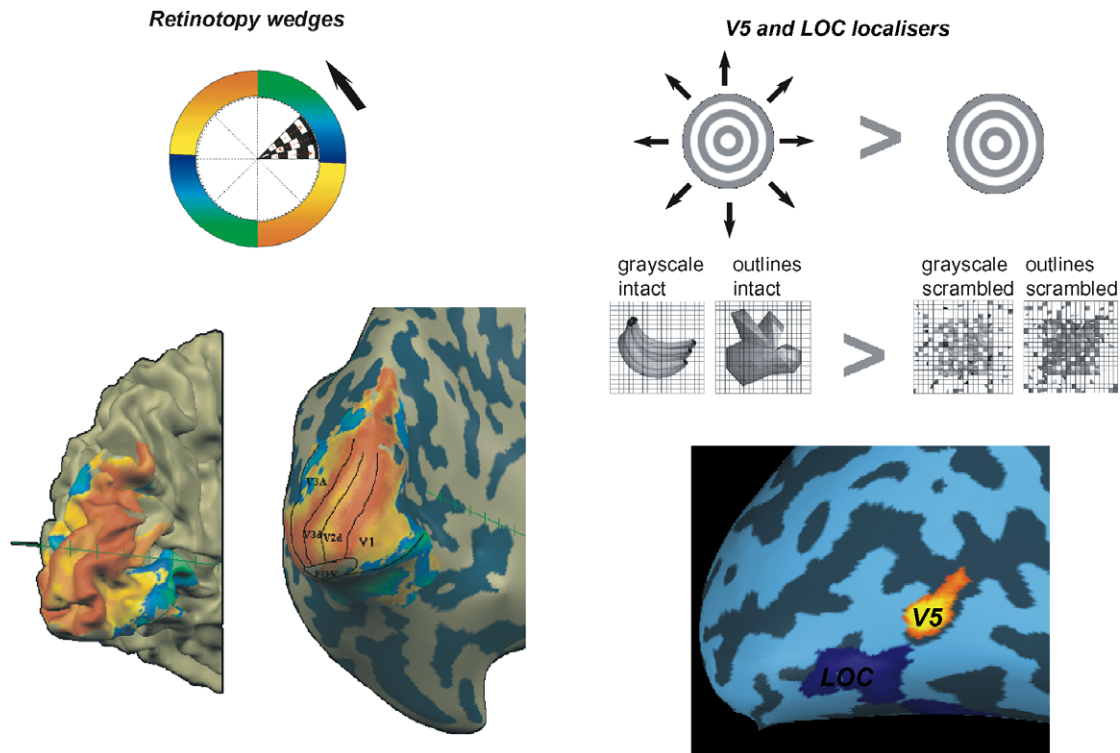 Retinotopy wedges
V5 and LOC localisers
>
grayscale
intact
outlines
intact
grayscale
scrambled
outlines
scrambled
>
V3A
V3d
V2d
V1
FOV
V5
LOC